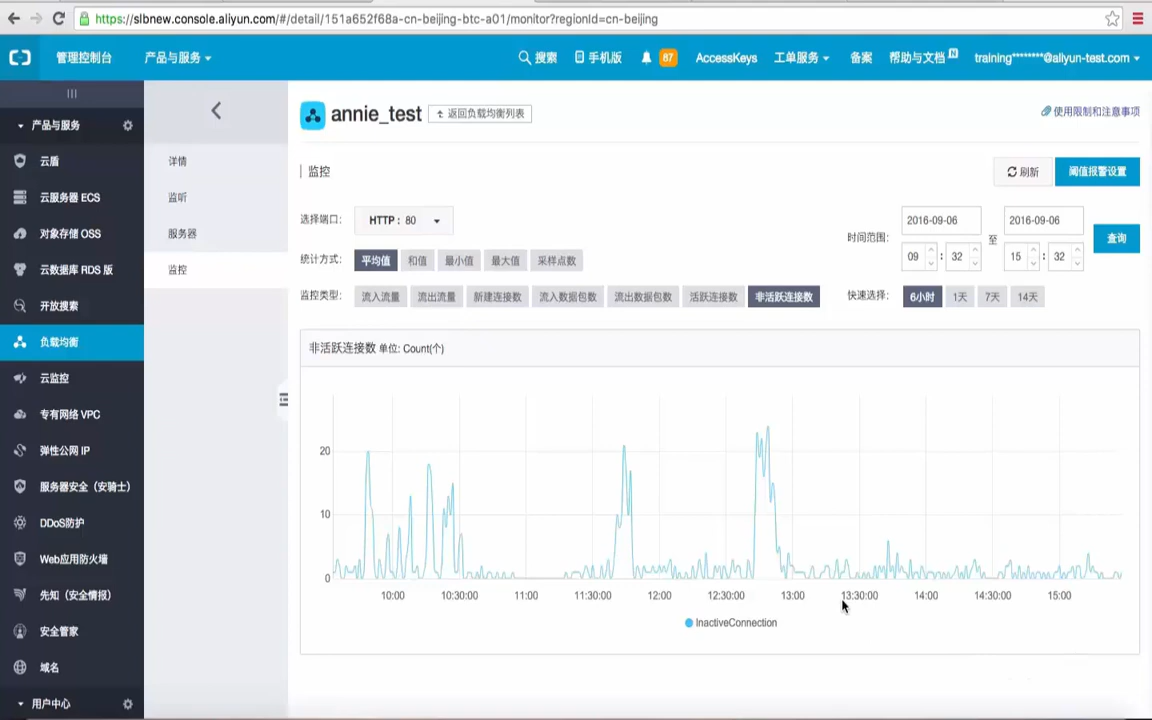 https://slbnew.console.aliyun.com/#/detail/151a652f68a-cn-beijing-btc-a01/monitor?regionId=cn-beijing
管理控制台 产品与服务 搜索 手机版 87 AccessKeys 工单服务 备案 帮助与文档 N training********@aliyun-test.com
产品与服务
云盾
云服务器 ECS
对象存储 OSS
云数据库 RDS 版
开放搜索
负载均衡
云监控
专有网络 VPC
弹性公网 IP
服务器安全（安骑士）
DDoS防护
Web应用防火墙
先知（安全情报）
安全管家
域名
用户中心
详情
监听
服务器
监控
annie_test 返回负载均衡列表 使用限制和注意事项
监控 刷新 阈值报警设置
选择端口: HTTP : 80
统计方式: 平均值 和值 最小值 最大值 采样点数
监控类型: 流入流量 流出流量 新建连接数 流入数据包数 流出数据包数 活跃连接数 非活跃连接数
时间范围: 2016-09-06 09 : 32 至 2016-09-06 15 : 32 查询
快速选择: 6小时 1天 7天 14天
非活跃连接数 单位: Count(个)
20
10
0
10:00 10:30:00 11:00 11:30:00 12:00 12:30:00 13:00 13:30:00 14:00 14:30:00 15:00
InactiveConnection